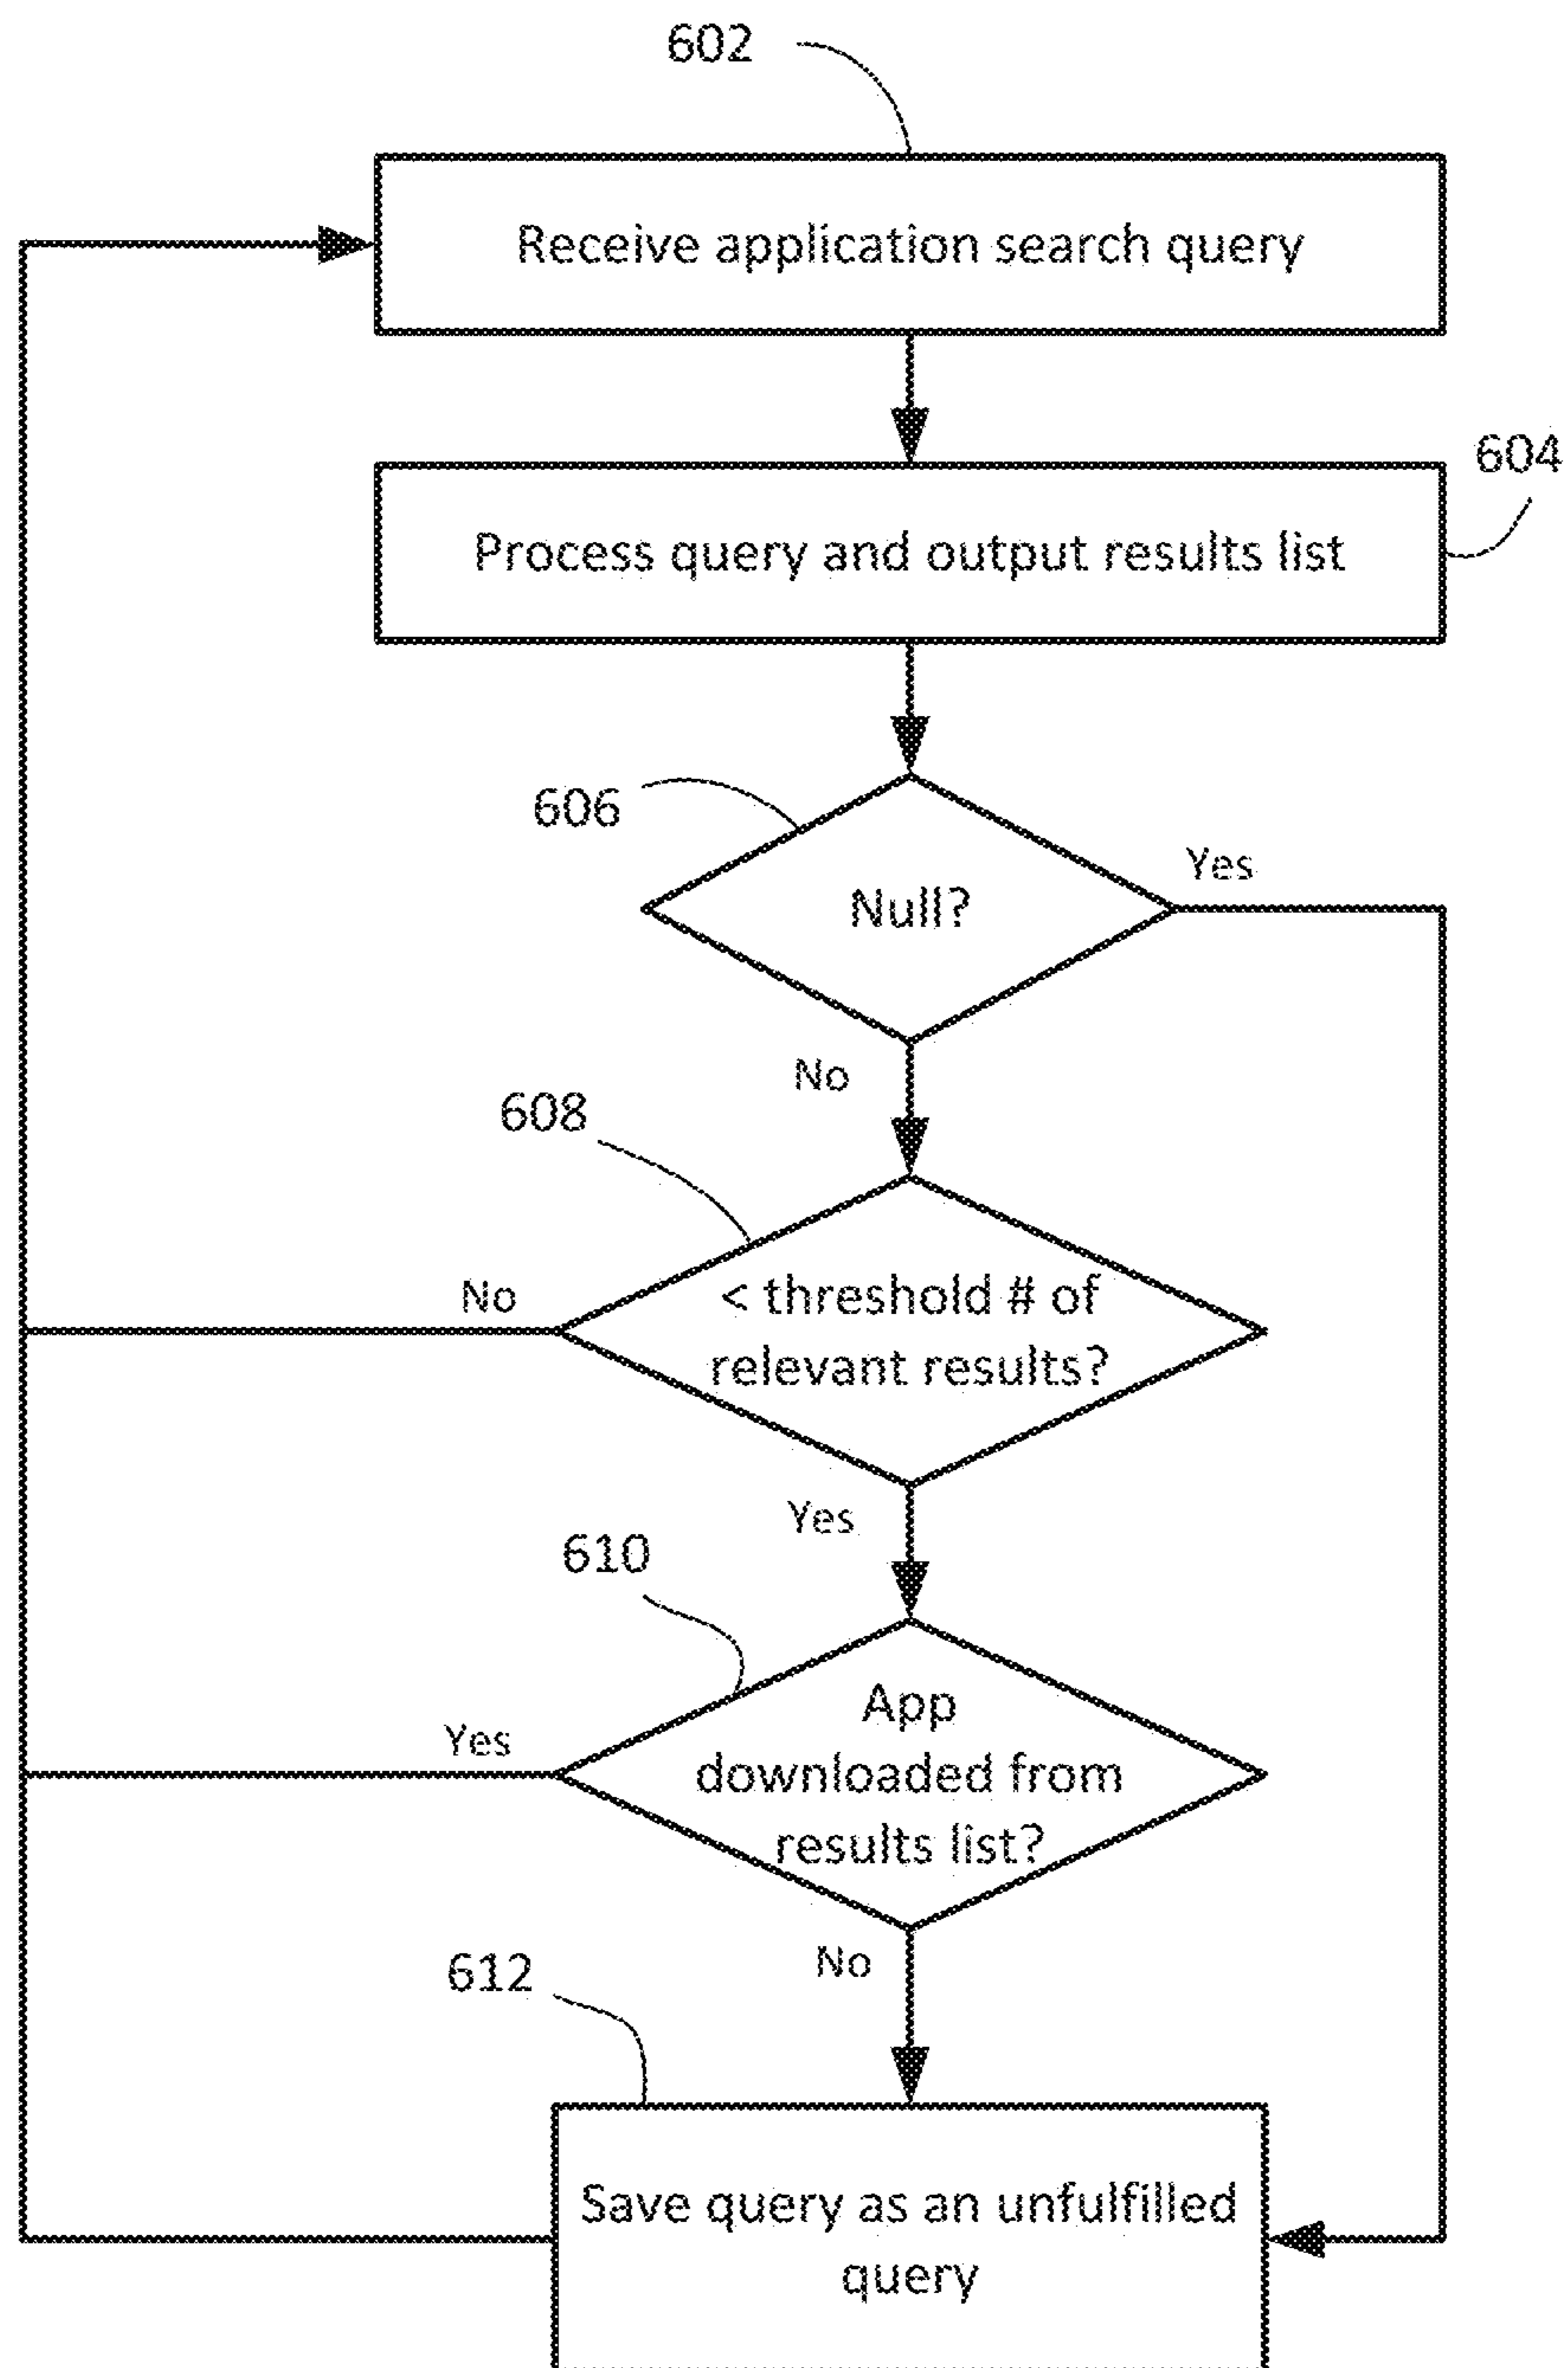 602
Receive application search query
604
Process query and output results list
606
Null?
Yes
No
608
< threshold # of
relevant results?
No
Yes
610
App
downloaded from
results list?
Yes
No
612
Save query as an unfulfilled
query